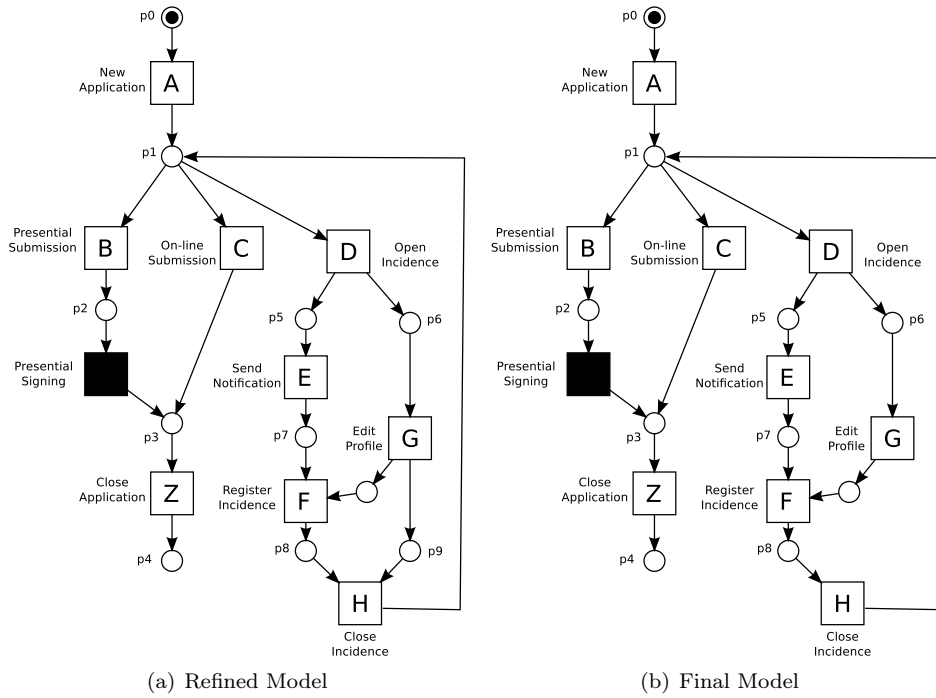 p0
New
Application
A
p1
Presential
Submission
B
On-line
Submission
C
D
Open
Incidence
p2
p5
p6
Presential
Signing
Send
Notification
E
p3
p7
Edit
Profile
G
Close
Application
Z
Register
Incidence
F
p4
p8
p9
H
Close
Incidence
(a) Refined Model
p0
New
Application
A
p1
Presential
Submission
B
On-line
Submission
C
D
Open
Incidence
p2
p5
p6
Presential
Signing
Send
Notification
E
p3
p7
Edit
Profile
G
Close
Application
Z
Register
Incidence
F
p4
p8
H
Close
Incidence
(b) Final Model